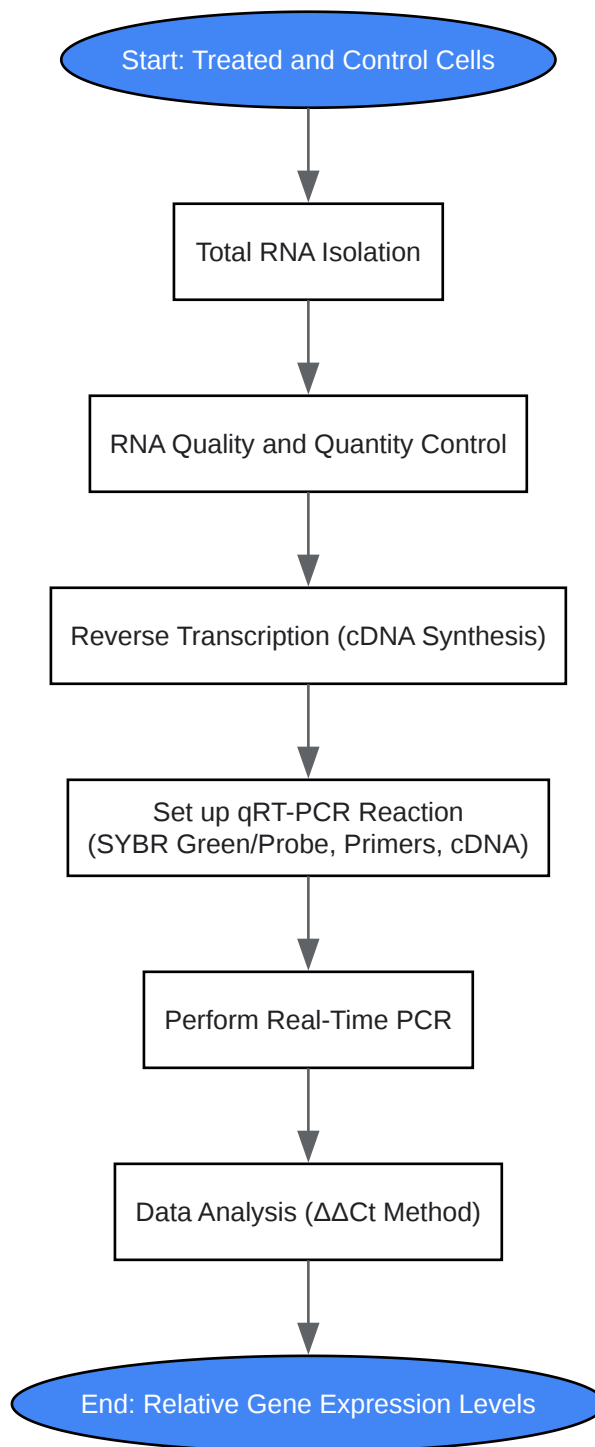 Start: Treated and Control Cells
Total RNA Isolation
RNA Quality and Quantity Control
Reverse Transcription (cDNA Synthesis)
Set up qRT-PCR Reaction
(SYBR Green/Probe, Primers, cDNA)
Perform Real-Time PCR
Data Analysis (ΔΔCt Method)
End: Relative Gene Expression Levels